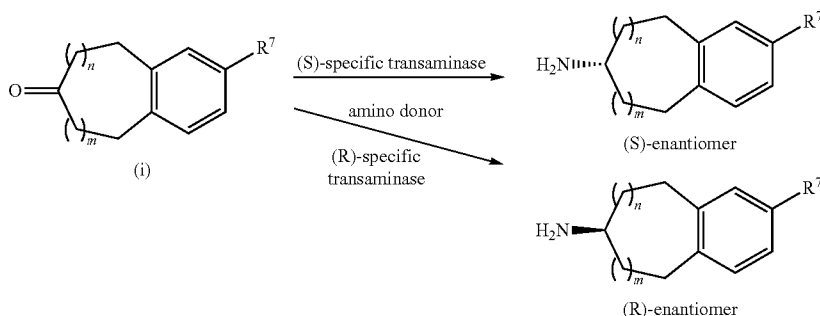 R⁷
( )n
O
( )m
(i)
(S)-specific transaminase
amino donor
(R)-specific
transaminase
R⁷
( )n
H₂N
( )m
(S)-enantiomer
R⁷
( )n
H₂N
( )m
(R)-enantiomer